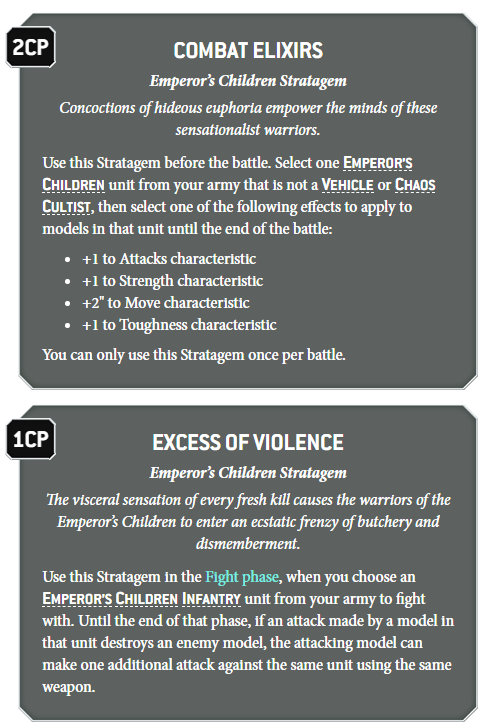 2CP
COMBAT ELIXIRS
Emperor's Children Stratagem
Concoctions of hideous euphoria empower the minds of these
sensationalist warriors.
Use this Stratagem before the battle. Select one EMPEROR'S
CHILDREN unit from your army that is not a VEHICLE or CHAOS
CULTIST, then select one of the following effects to apply to
models in that unit until the end of the battle:
• +1 to Attacks characteristic
• +1 to Strength characteristic
• +2" to Move characteristic
• +1 to Toughness characteristic
You can only use this Stratagem once per battle.
1CP
EXCESS OF VIOLENCE
Emperor's Children Stratagem
The visceral sensation of every fresh kill causes the warriors of the
Emperor's Children to enter an ecstatic frenzy of butchery and
dismemberment.
Use this Stratagem in the Fight phase, when you choose an
EMPEROR'S CHILDREN INFANTRY unit from your army to fight
with. Until the end of that phase, if an attack made by a model in
that unit destroys an enemy model, the attacking model can
make one additional attack against the same unit using the same
weapon.